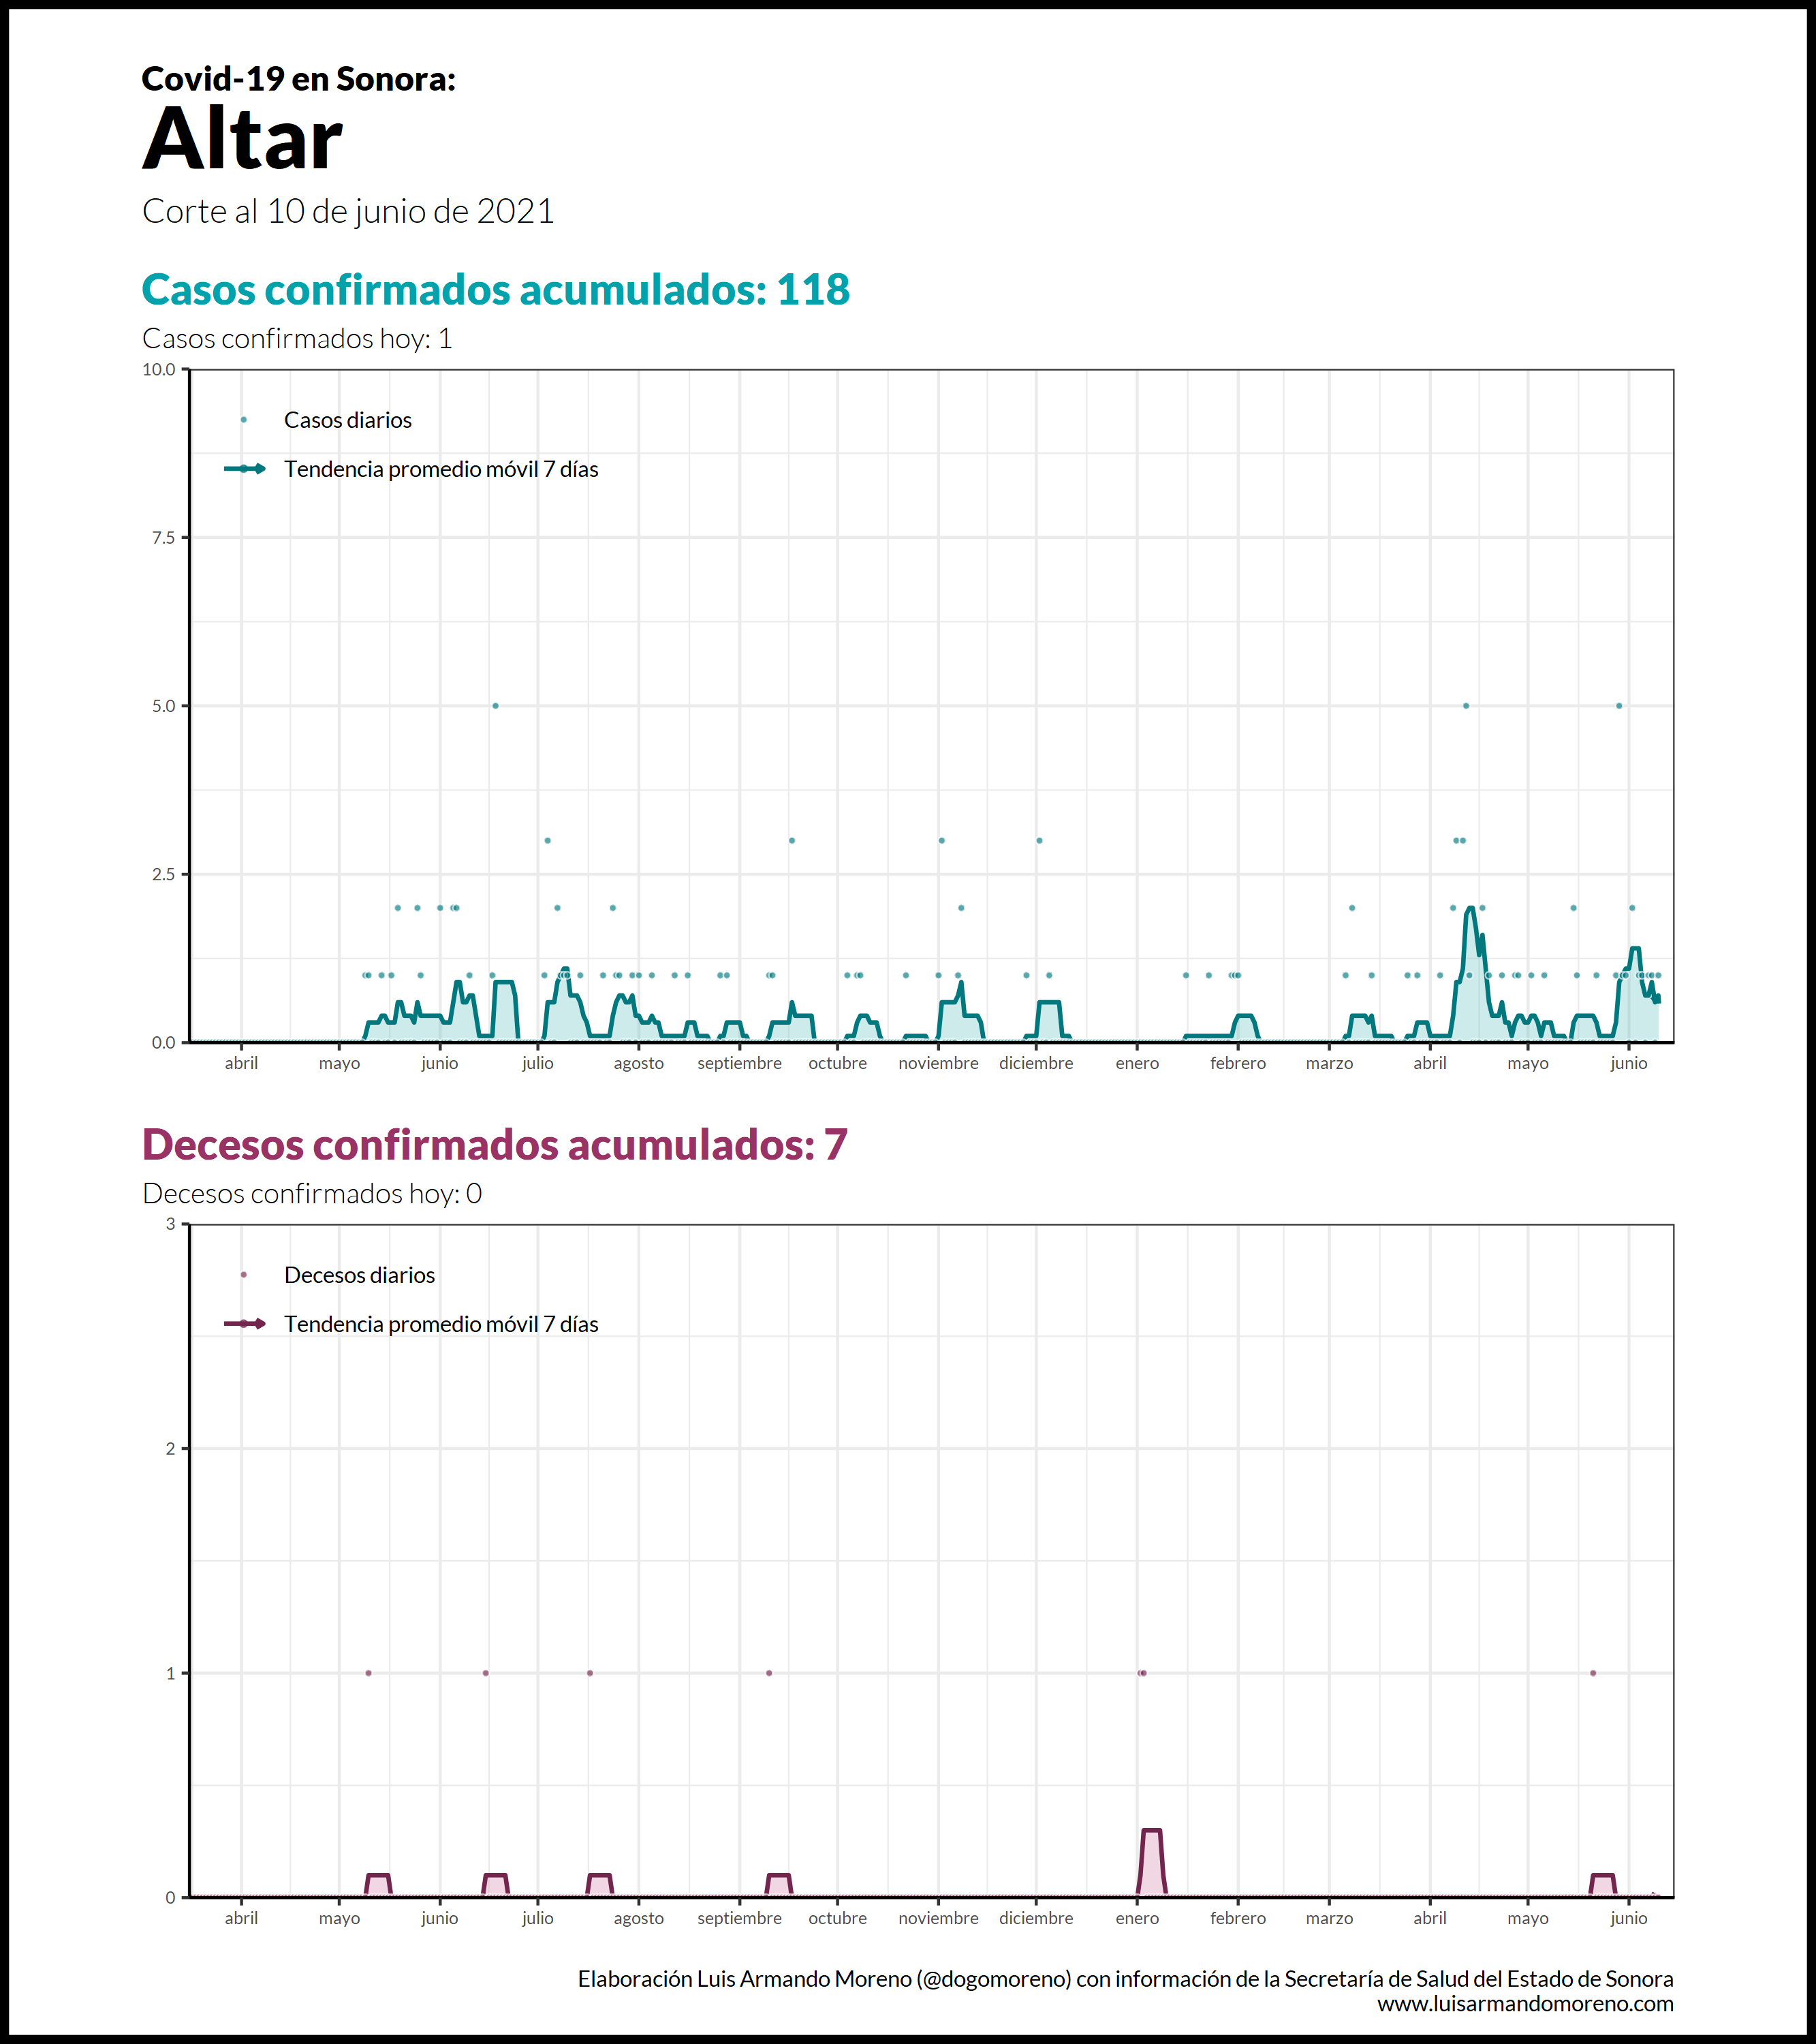 Covid-19 en Sonora:
Altar
Corte al 10 de junio de 2021
Casos confirmados acumulados: 118
Casos confirmados hoy: 1
10.0
Casos diarios
Tendencia promedio móvil 7 días
7.5
5.0
2.5
0.0
abril mayo junio julio agosto septiembre octubre noviembre diciembre enero febrero marzo abril mayo junio
Decesos confirmados acumulados: 7
Decesos confirmados hoy: 0
3
Decesos diarios
Tendencia promedio móvil 7 días
2
1
0
abril mayo junio julio agosto septiembre octubre noviembre diciembre enero febrero marzo abril mayo junio
Elaboración Luis Armando Moreno (@dogomoreno) con información de la Secretaría de Salud del Estado de Sonora
www.luisarmandomoreno.com